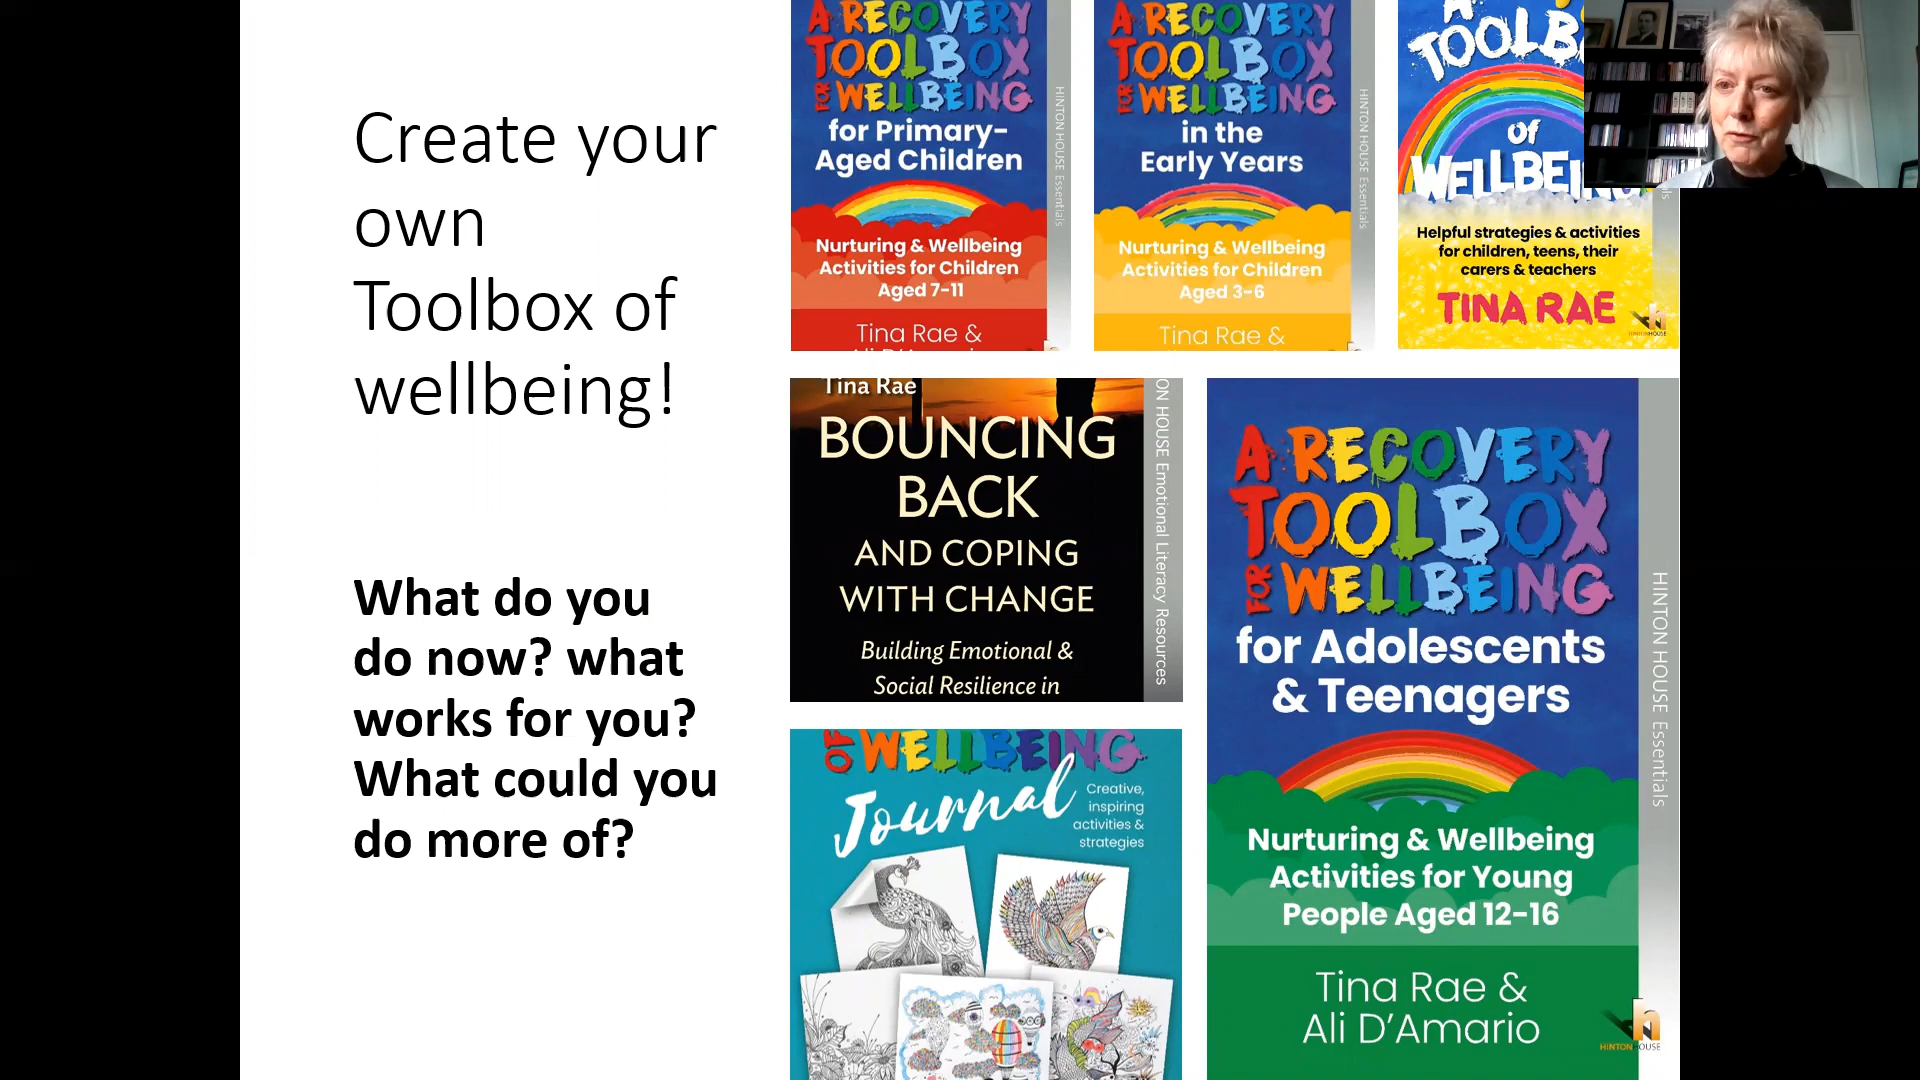 Create your
own
Toolbox of
wellbeing!
What do you
do now? what
works for you?
What could you
do more of?
A RECOVERY
TOOLBOX
FOR WELLBEING
for Primary-
Aged Children
Nurturing & Wellbeing
Activities for Children
Aged 7-11
Tina Rae &
HINTON HOUSE Essentials
A RECOVERY
TOOLBOX
FOR WELLBEING
in the
Early Years
Nurturing & Wellbeing
Activities for Children
Aged 3-6
Tina Rae &
HINTON HOUSE Essentials
of
Helpful strategies & activities
for children, teens, their
carers & teachers
TINA RAE
HINTON HOUSE
Tina Rae
BOUNCING
BACK
AND COPING
WITH CHANGE
Building Emotional &
Social Resilience in
HOUSE Emotional Literacy Resources
OF WELLBEING
Journal
Creative,
inspiring
activities &
strategies
A RECOVERY
TOOLBOX
FOR WELLBEING
for Adolescents
& Teenagers
Nurturing & Wellbeing
Activities for Young
People Aged 12-16
Tina Rae &
Ali D'Amario
HINTON HOUSE Essentials
HINTON HOUSE